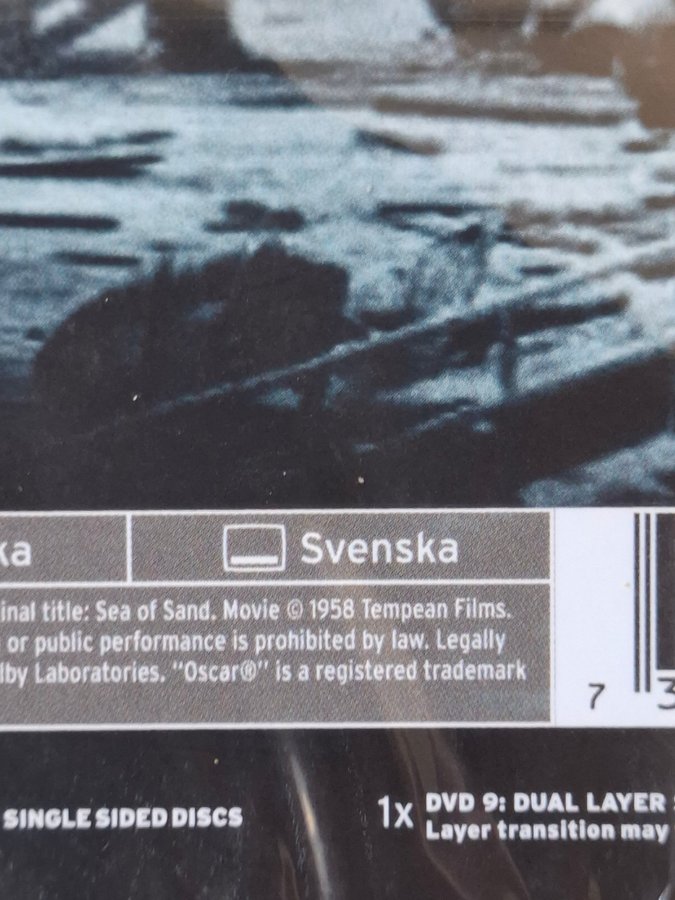 ka
Svenska
inal title: Sea of Sand. Movie © 1958 Tempean Films.
or public performance is prohibited by law. Legally
lby Laboratories. "Oscar®" is a registered trademark
7 3
SINGLE SIDED DISCS
1x DVD 9: DUAL LAYER
Layer transition may